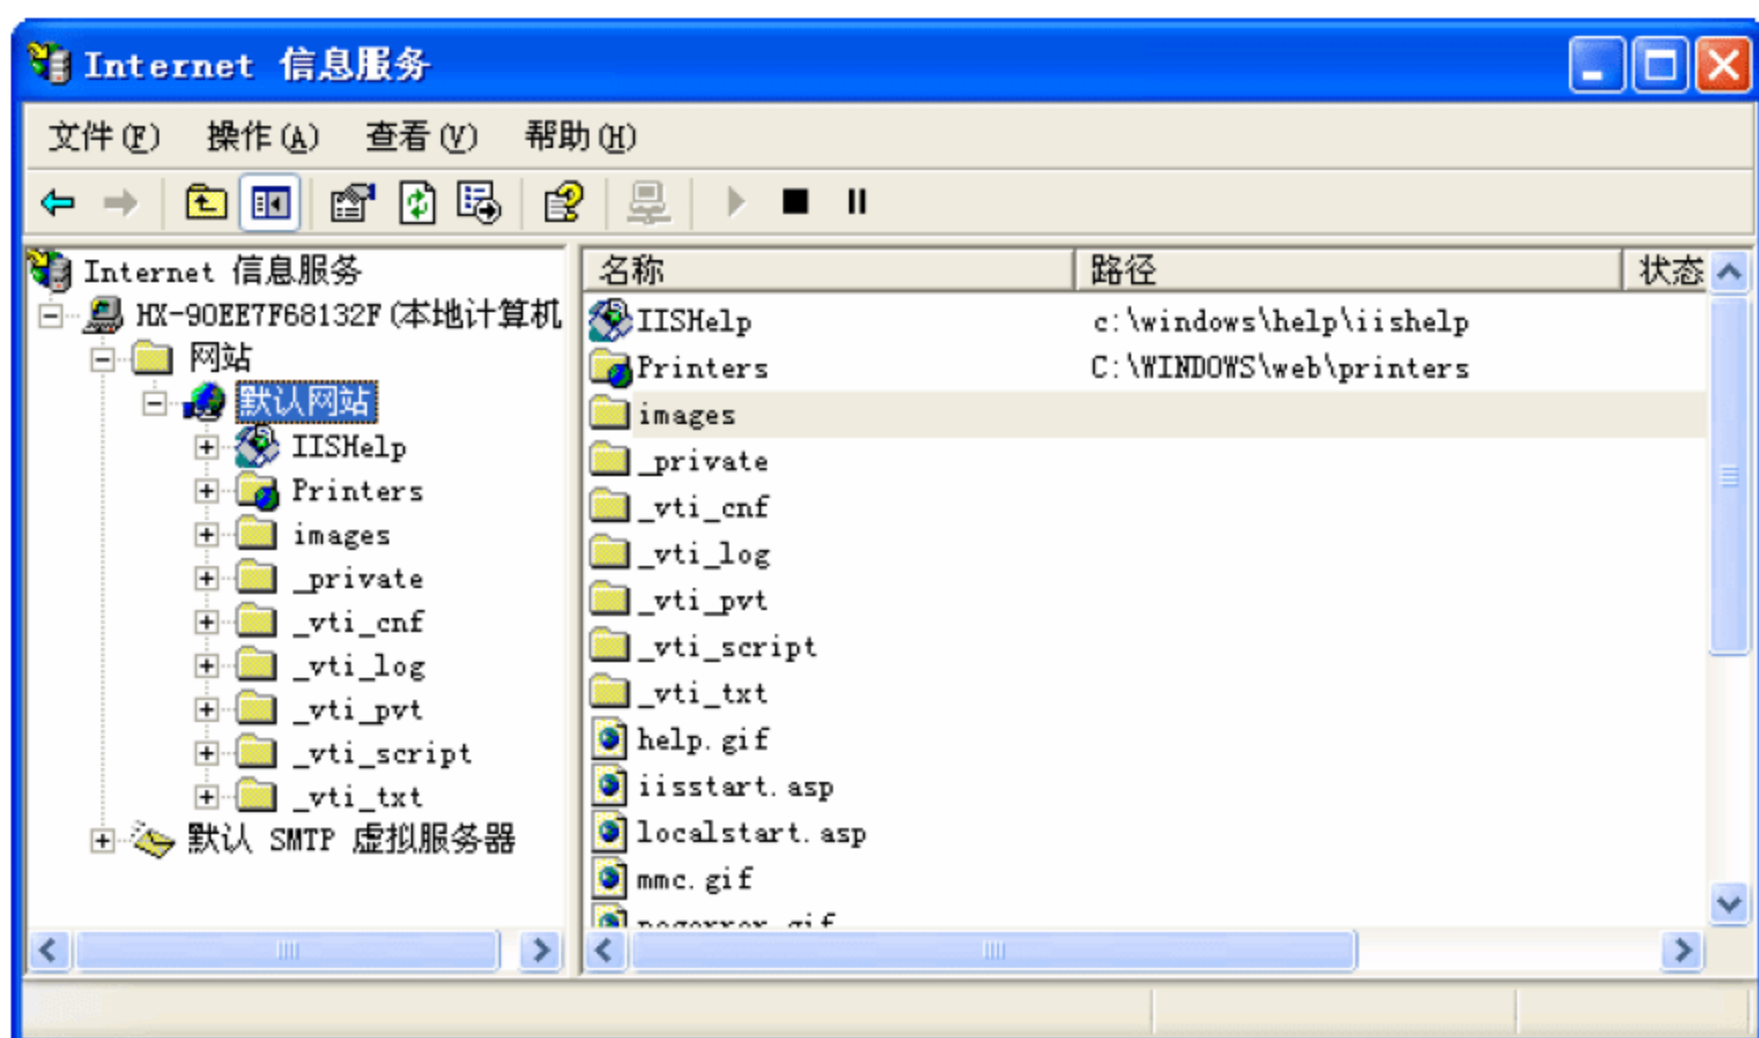 Internet 信息服务
文件(F) 操作(A) 查看(V) 帮助(H)
Internet 信息服务
HX-90EE7F68132F(本地计算机
网站
默认网站
IISHelp
Printers
images
_private
_vti_cnf
_vti_log
_vti_pvt
_vti_script
_vti_txt
默认 SMTP 虚拟服务器
名称 路径 状态
IISHelp c:\windows\help\iishelp
Printers C:\WINDOWS\web\printers
images
_private
_vti_cnf
_vti_log
_vti_pvt
_vti_script
_vti_txt
help.gif
iisstart.asp
localstart.asp
mmc.gif